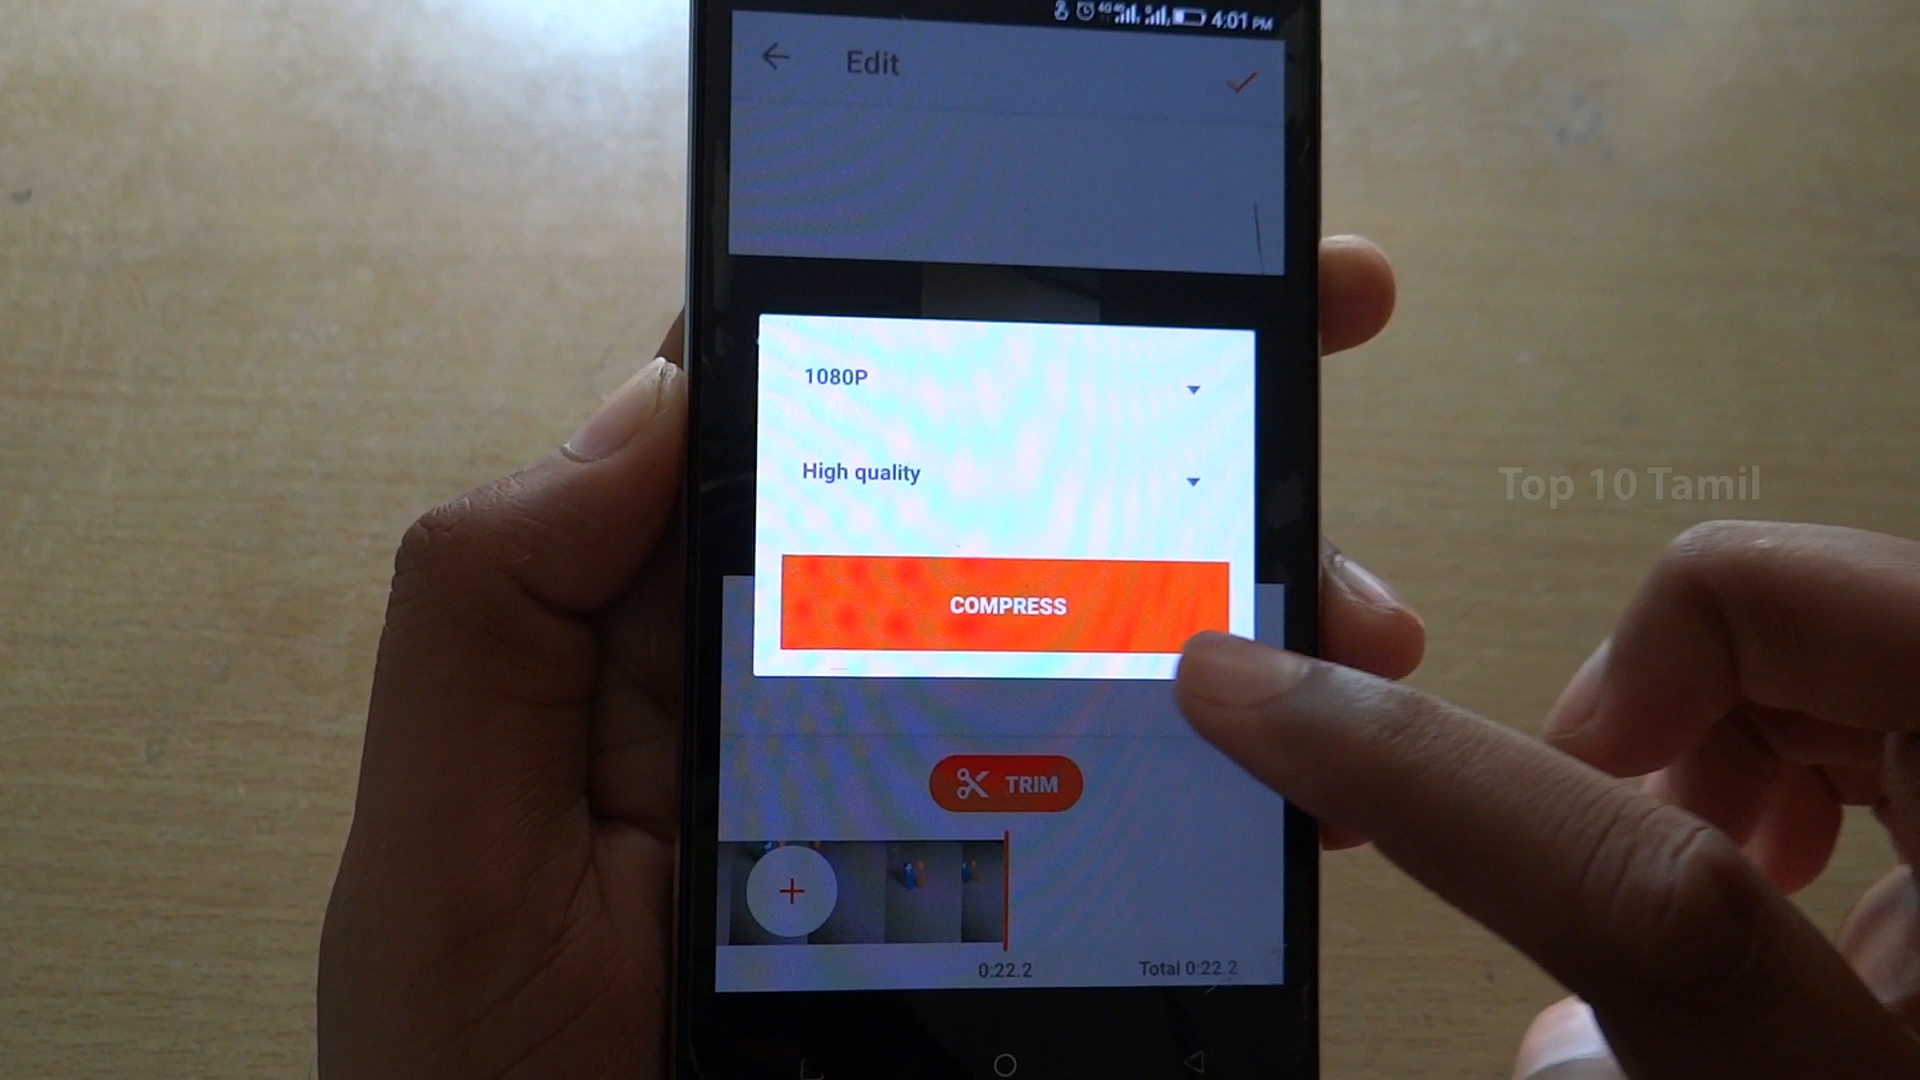 4:01 PM
Edit
1080P
High quality
COMPRESS
Top 10 Tamil
TRIM
0:22.2
Total 0:22.2